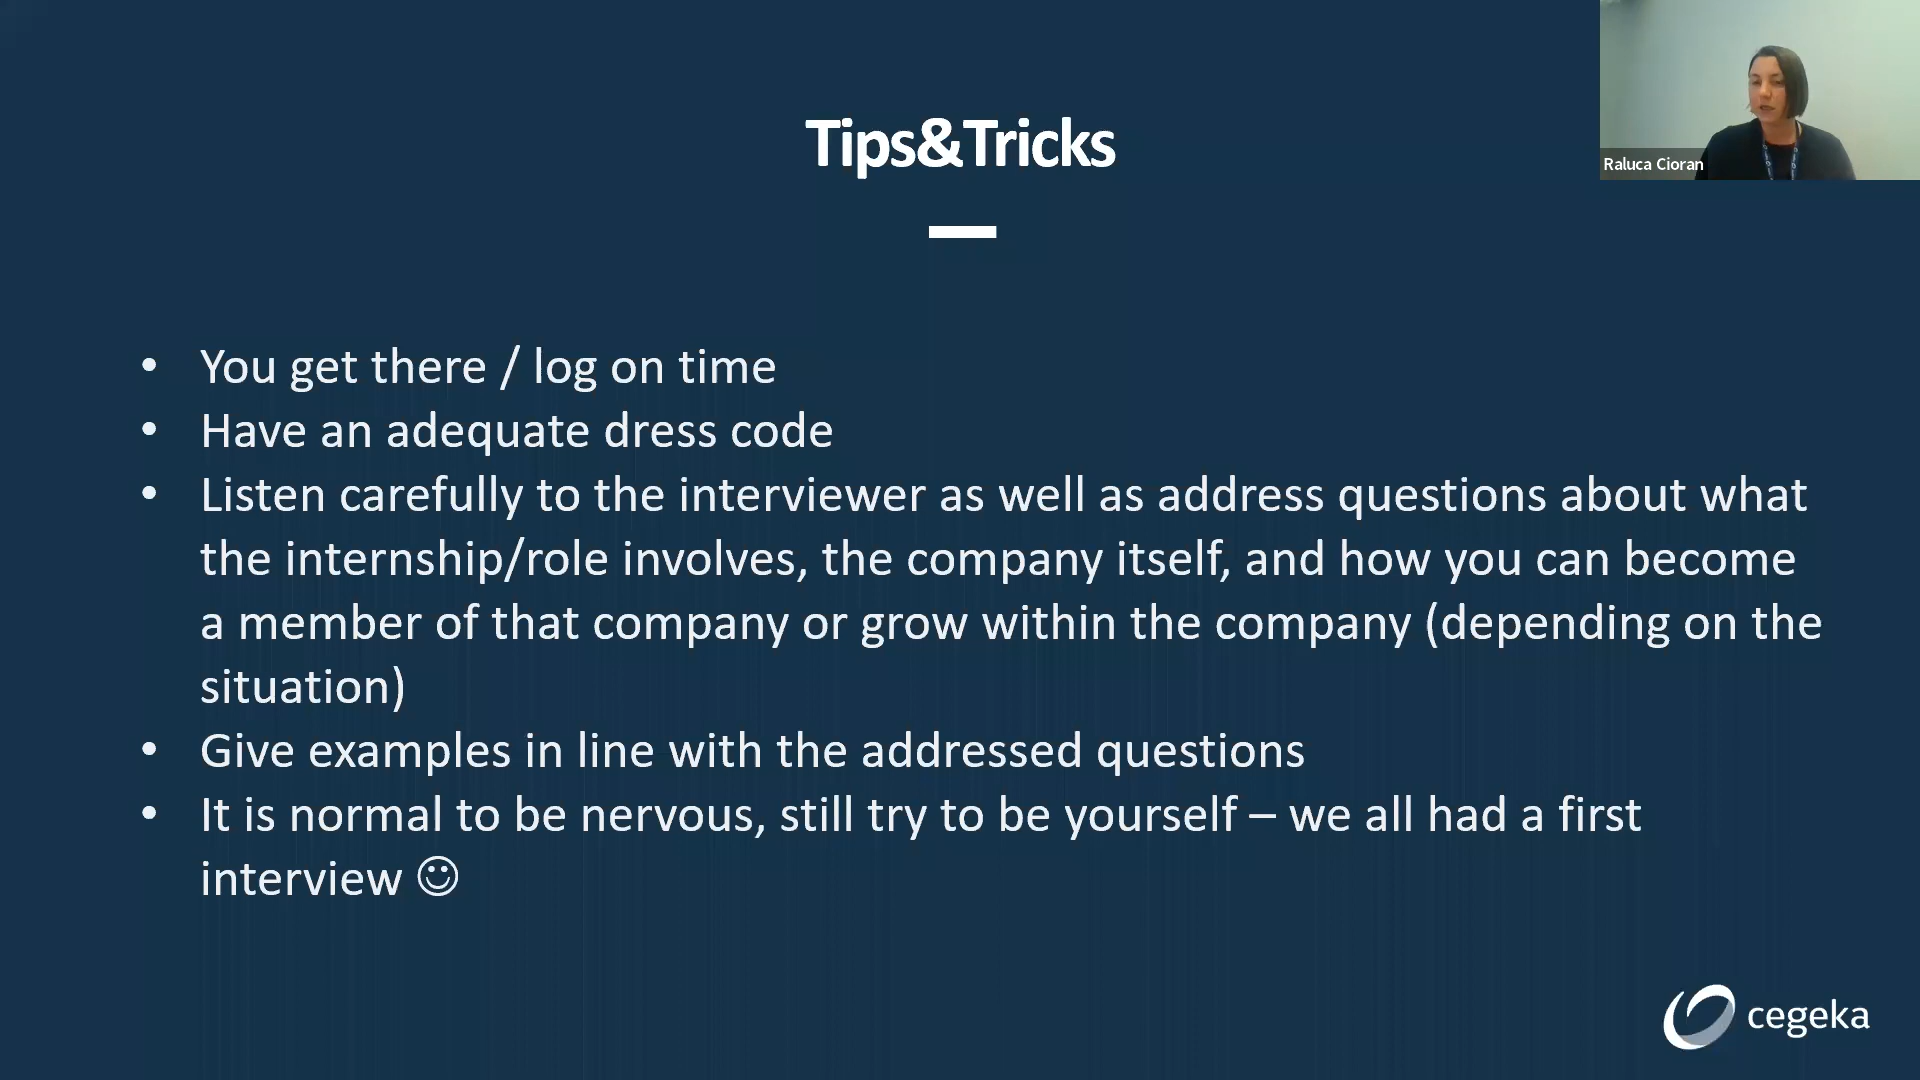 Tips&Tricks
Raluca Cioran
• You get there / log on time
• Have an adequate dress code
• Listen carefully to the interviewer as well as address questions about what
the internship/role involves, the company itself, and how you can become
a member of that company or grow within the company (depending on the
situation)
• Give examples in line with the addressed questions
• It is normal to be nervous, still try to be yourself – we all had a first
interview ☺
cegeka